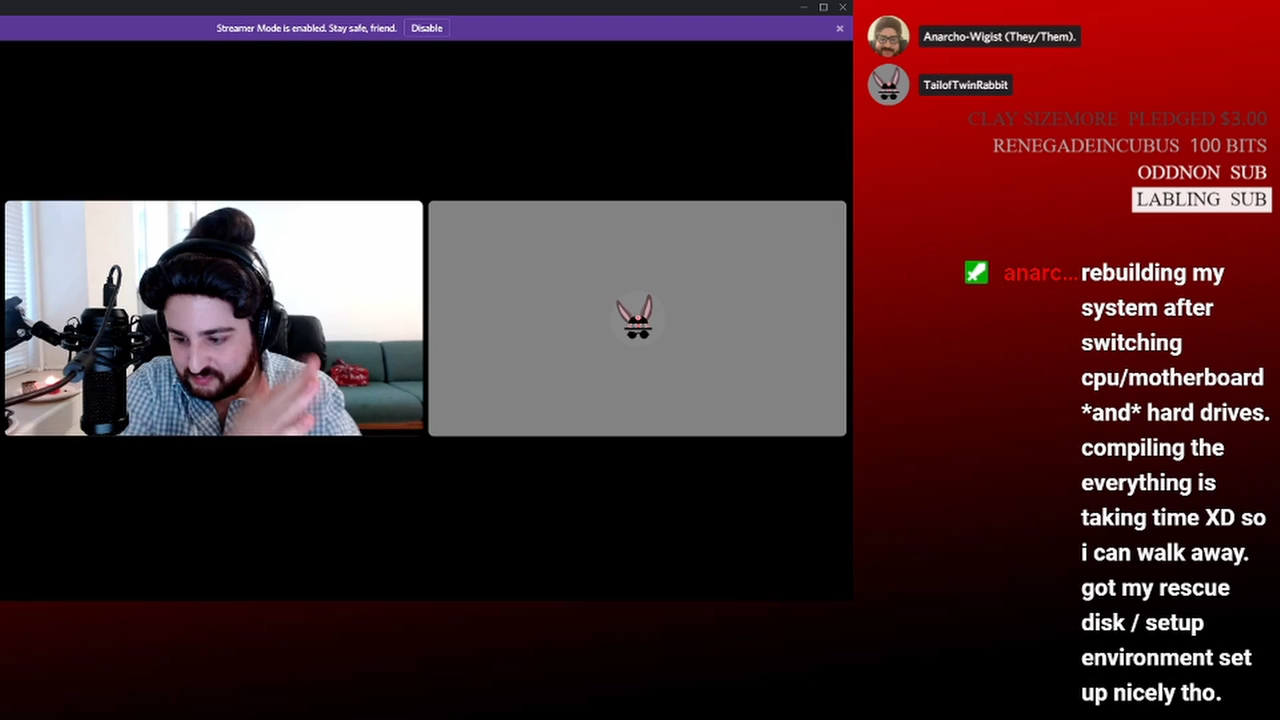 Streamer Mode is enabled. Stay safe, friend. Disable
Anarcho-Wigist (They/Them).
TailofTwinRabbit
CLAY SIZEMORE PLEDGED $3.00
RENEGADEINCUBUS 100 BITS
ODDNON SUB
LABLING SUB
anarc... rebuilding my
system after
switching
cpu/motherboard
*and* hard drives.
compiling the
everything is
taking time XD so
i can walk away.
got my rescue
disk / setup
environment set
up nicely tho.